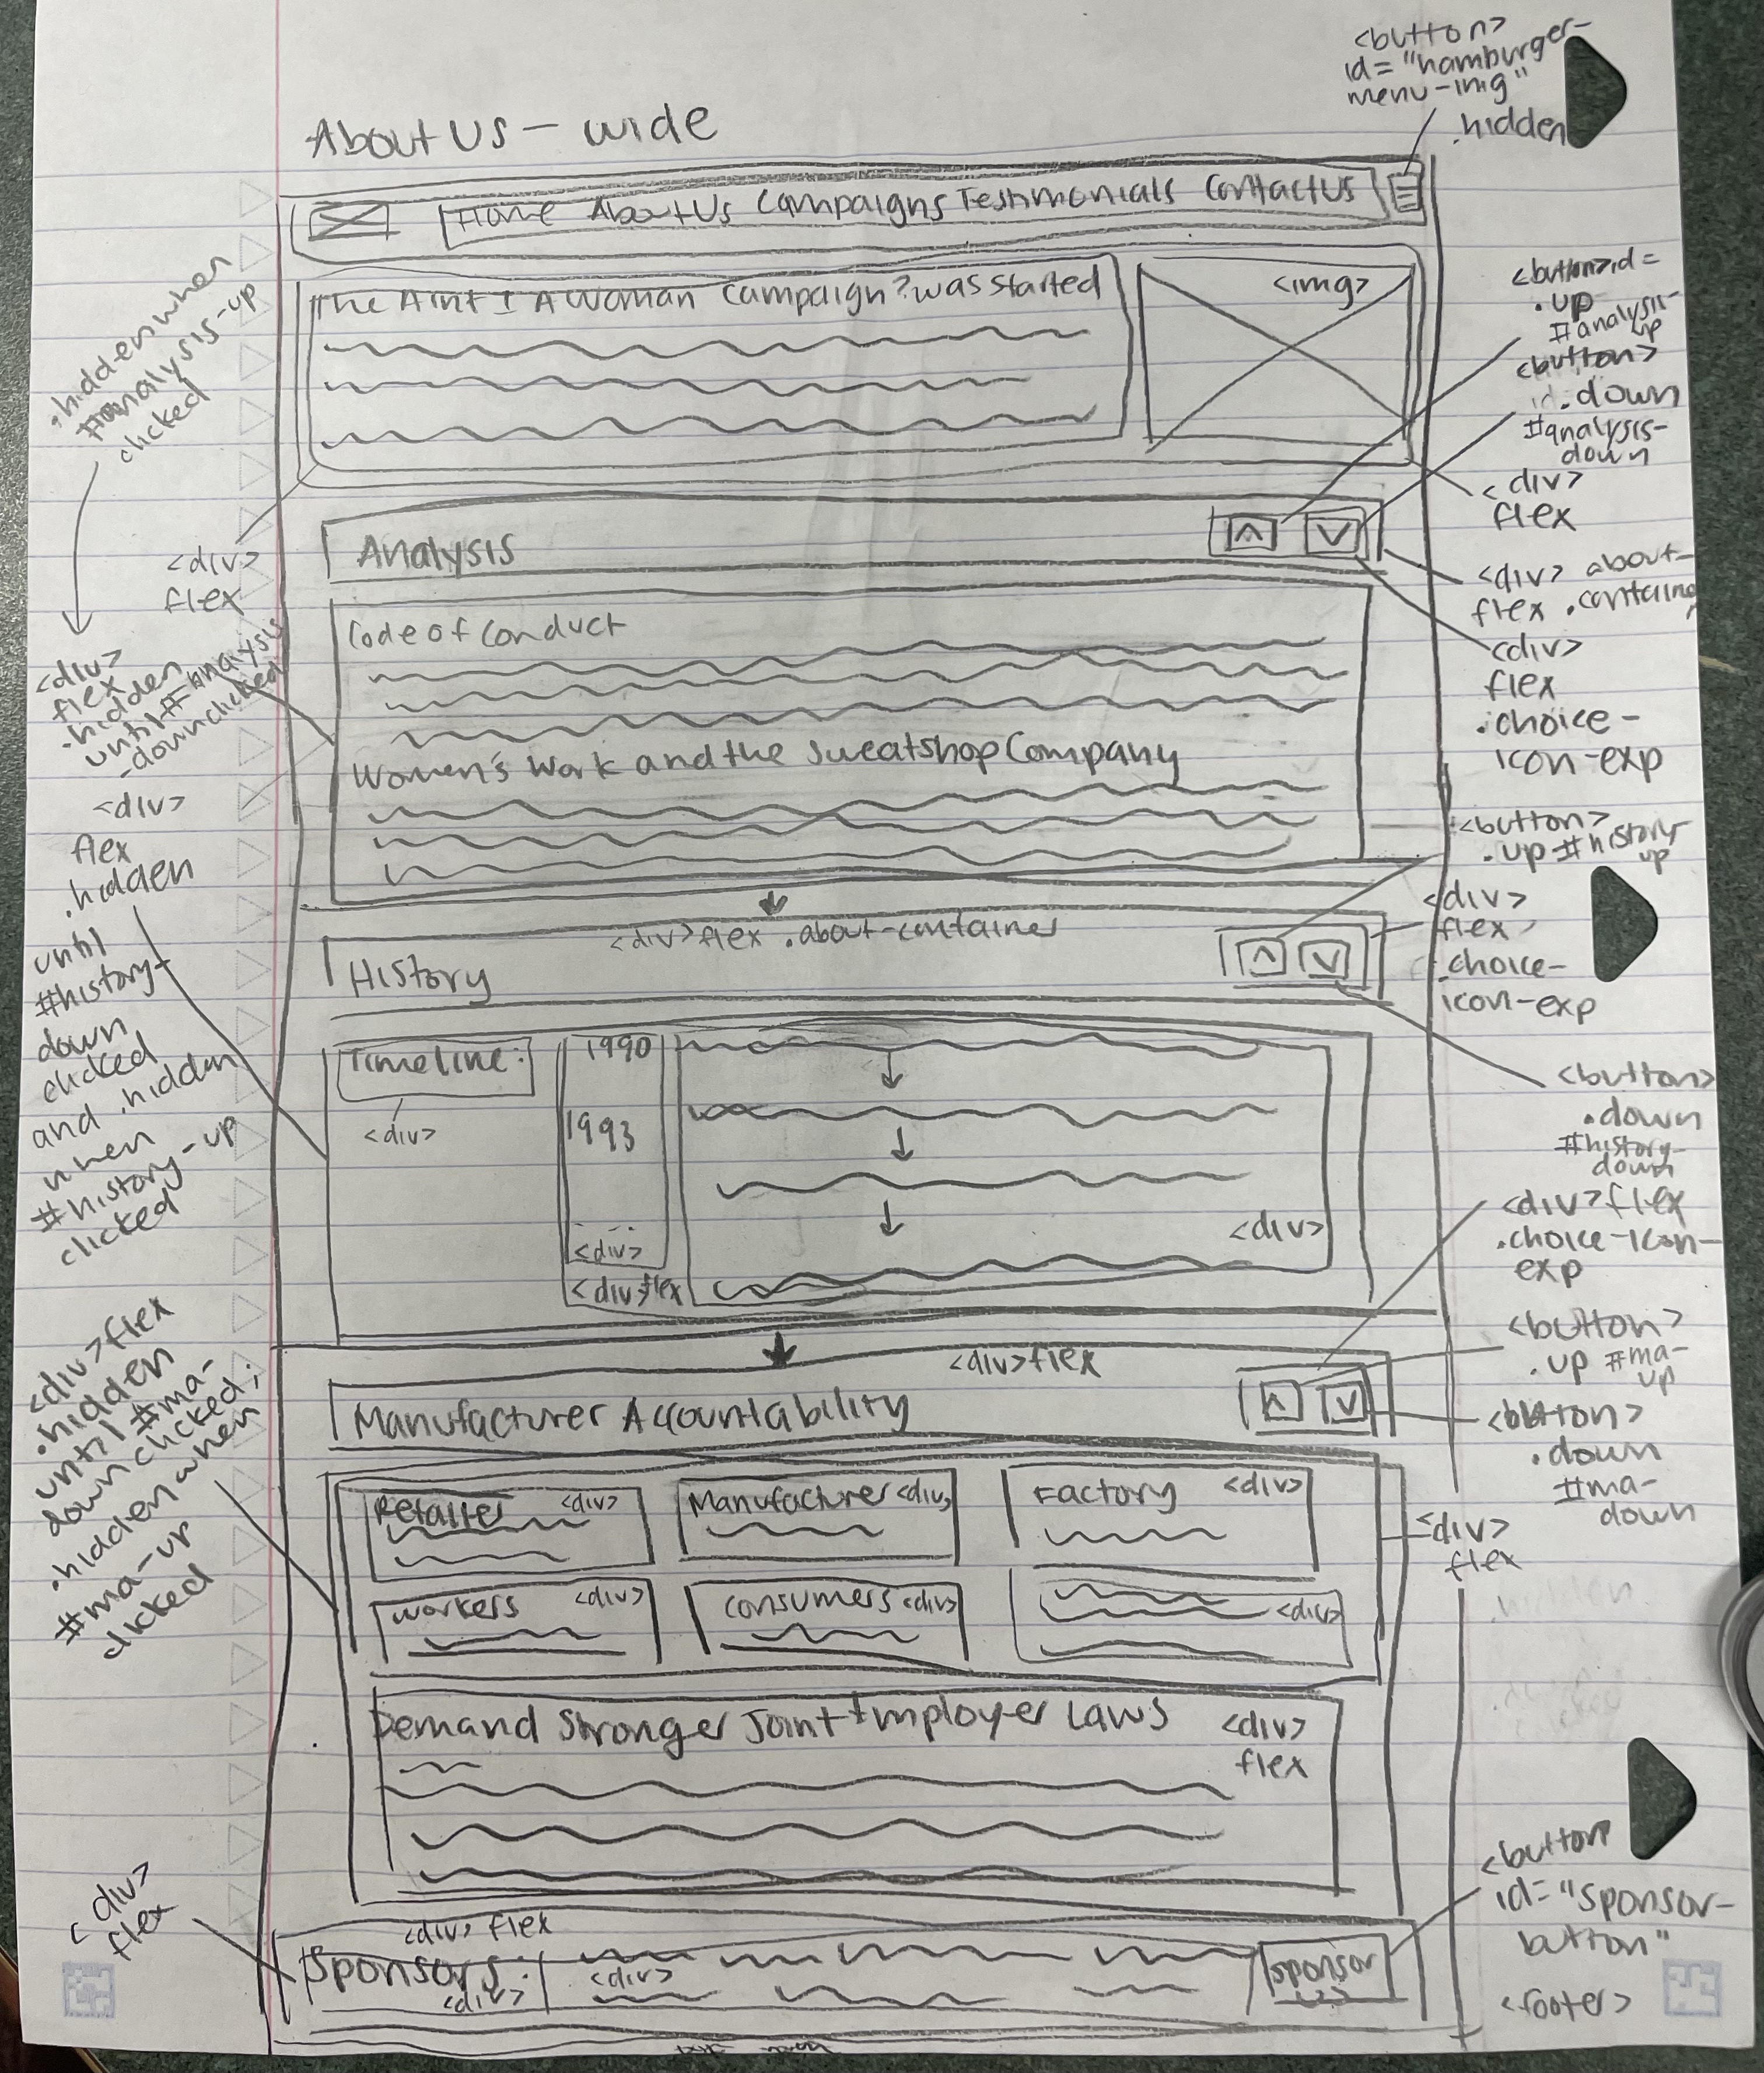 About Us - wide
<button>
id= "hamburger-
menu-img"
.hidden
Home About Us Campaigns Testimonials Contact Us
The Aint I A Woman Campaign? was started
<img>
.hidden when
#analysis-up
clicked
<button> id=
.up
#analysis-
up
<button>
.down
#analysis-
down
<div>
flex
Analysis
<div>
flex
<div> about-
flex .container
<div>
flex
.choice-
icon-exp
Code of Conduct
<div>
flex
.hidden
until #analysis
-down clicked
Women's Work and the Sweatshop Company
<div>
flex
.hidden
until
#history-
down
clicked
and .hidden
when
#history-up
clicked
<button>
.up #history-
up
<div>
flex
.choice-
icon-exp
<div> flex .about-container
History
Timeline:
<div>
1990
1993
<div>
<div> flex
<div>
<button>
.down
#history-
down
<div> flex
.choice-icon-
exp
<button>
.up #ma-
up
<button>
.down
#ma-
down
<div> flex
Manufacturer Accountability
<div> flex
.hidden
until #ma-
down clicked;
.hidden when
#ma-up
clicked
Retailer <div>
Manufacturer <div>
Factory <div>
<div>
flex
Workers <div>
Consumers <div>
<div>
Demand Stronger Joint Employer Laws
<div>
flex
<div>
flex
<div> flex
Sponsors:
<div>
<div>
Sponsor
<button
id= "sponsor-
button"
<footer>